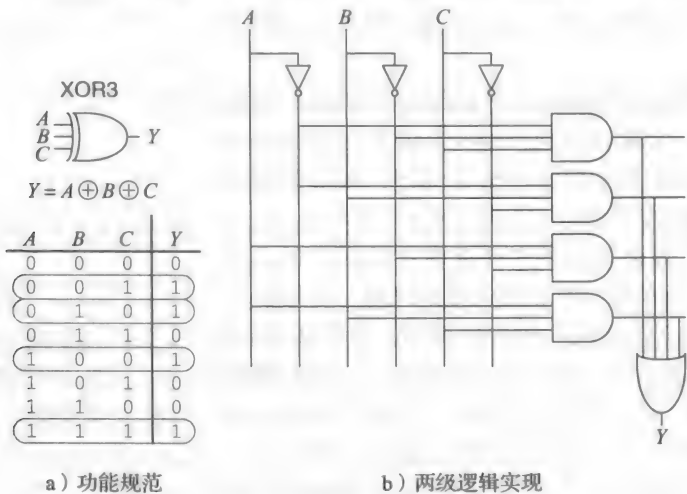 XOR3
A
B
C
Y
Y=A⊕B⊕C
A B C Y
0 0 0 0
0 0 1 1
0 1 0 1
0 1 1 0
1 0 0 1
1 0 1 0
1 1 0 0
1 1 1 1
a）功能规范
A B C
Y
b）两级逻辑实现